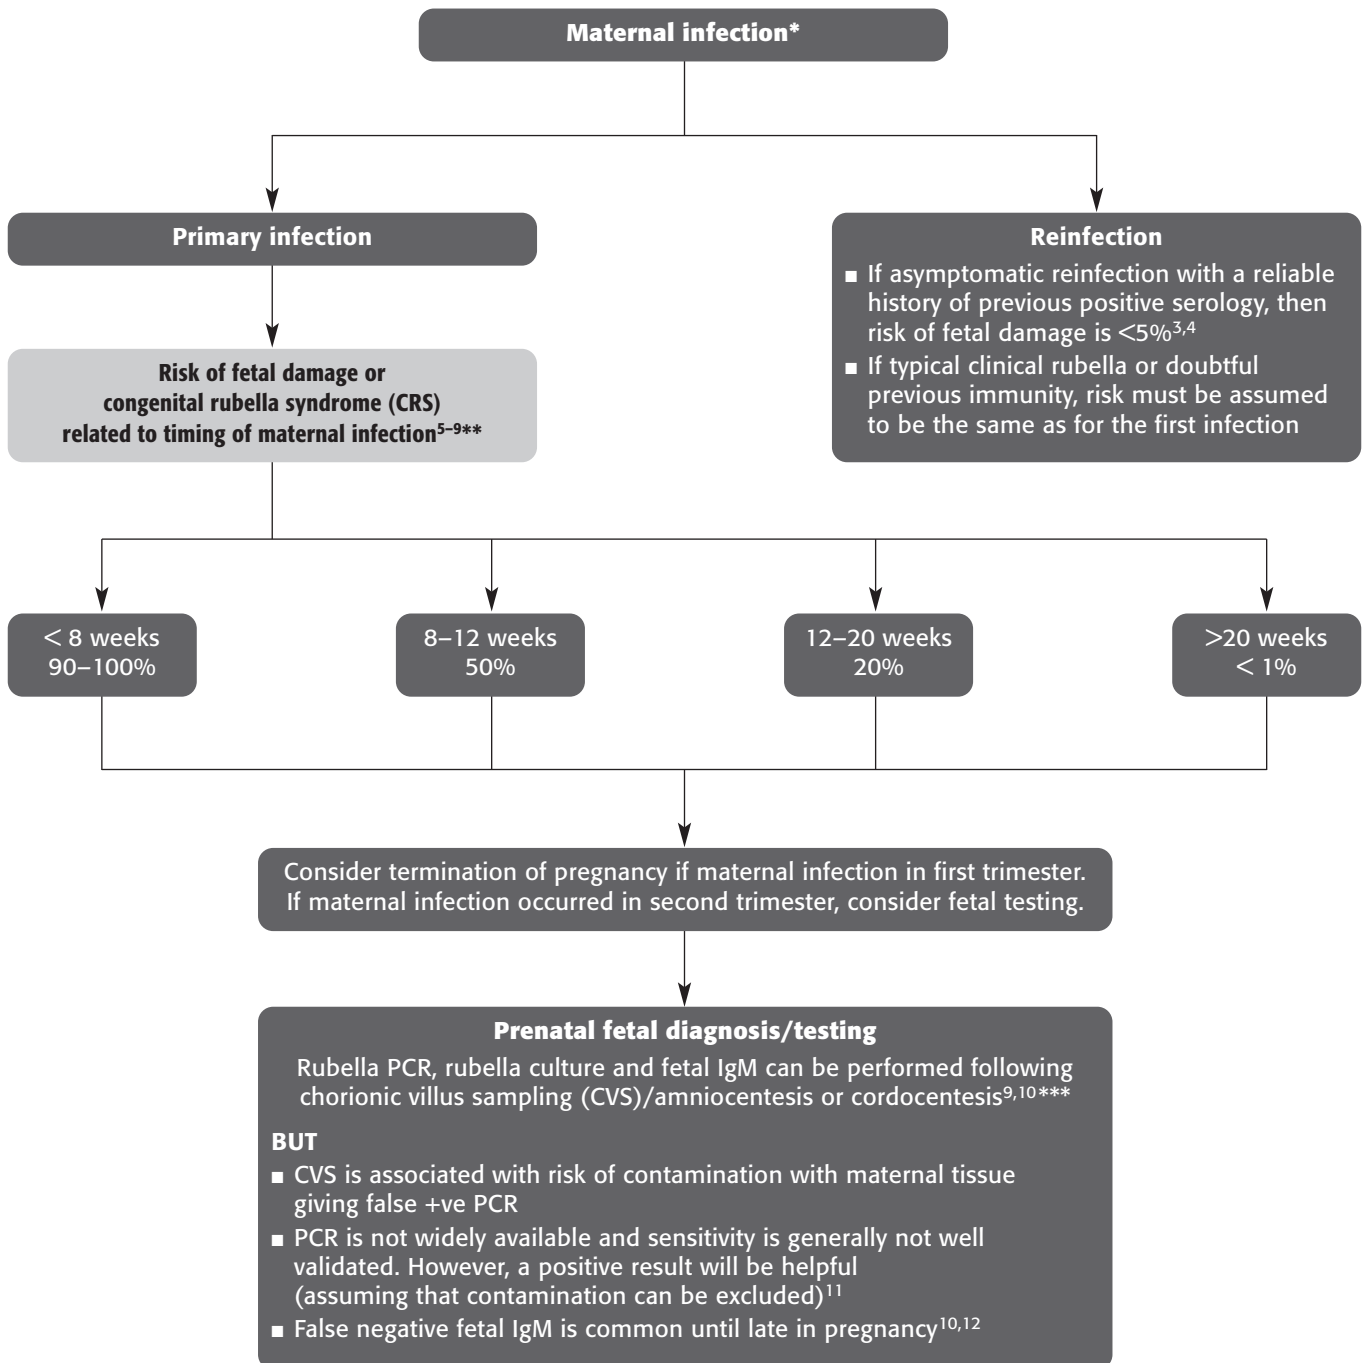 Maternal infection*
Primary infection
Reinfection
■ If asymptomatic reinfection with a reliable
history of previous positive serology, then
risk of fetal damage is <5%3,4
■ If typical clinical rubella or doubtful
previous immunity, risk must be assumed
to be the same as for the first infection
Risk of fetal damage or
congenital rubella syndrome (CRS)
related to timing of maternal infection5–9**
< 8 weeks
90–100%
8–12 weeks
50%
12–20 weeks
20%
>20 weeks
< 1%
Consider termination of pregnancy if maternal infection in first trimester.
If maternal infection occurred in second trimester, consider fetal testing.
Prenatal fetal diagnosis/testing
Rubella PCR, rubella culture and fetal IgM can be performed following
chorionic villus sampling (CVS)/amniocentesis or cordocentesis9,10***
BUT
■ CVS is associated with risk of contamination with maternal tissue
giving false +ve PCR
■ PCR is not widely available and sensitivity is generally not well
validated. However, a positive result will be helpful
(assuming that contamination can be excluded)11
■ False negative fetal IgM is common until late in pregnancy10,12